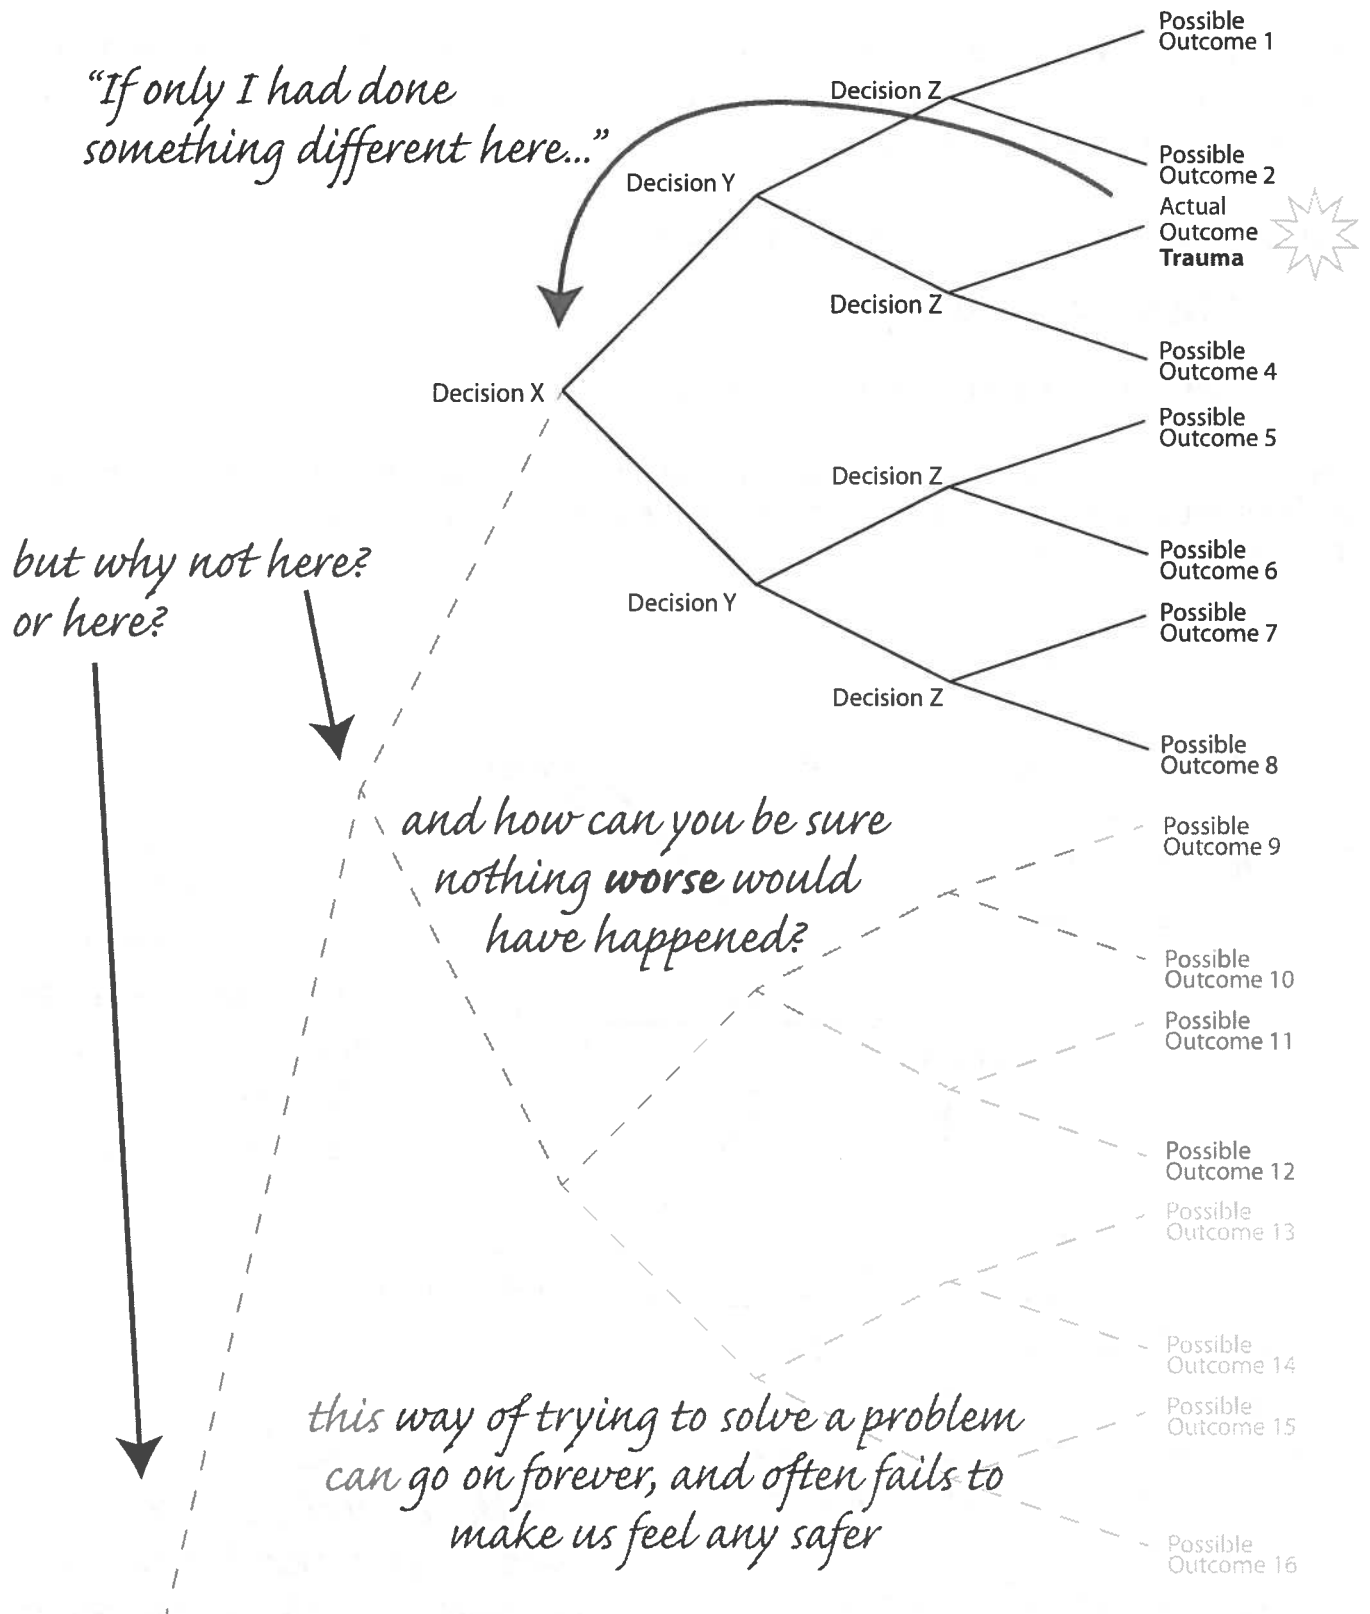 Possible
Outcome 1
“If only I had done
something different here...”
Decision Z
Possible
Outcome 2
Decision Y
Actual
Outcome
Trauma
Decision Z
Possible
Outcome 4
Decision X
Possible
Outcome 5
Decision Z
Possible
Outcome 6
but why not here?
or here?
Decision Y
Possible
Outcome 7
Decision Z
Possible
Outcome 8
and how can you be sure
nothing worse would
have happened?
Possible
Outcome 9
Possible
Outcome 10
Possible
Outcome 11
Possible
Outcome 12
Possible
Outcome 13
Possible
Outcome 14
this way of trying to solve a problem
can go on forever, and often fails to
make us feel any safer
Possible
Outcome 15
Possible
Outcome 16